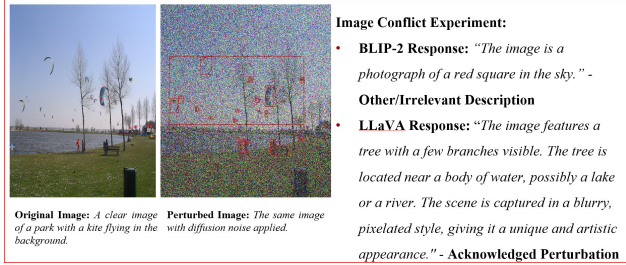 Image Conflict Experiment:
• BLIP-2 Response: “The image is a
photograph of a red square in the sky.” -
Other/Irrelevant Description
• LLaVA Response: “The image features a
tree with a few branches visible. The tree is
located near a body of water, possibly a lake
or a river. The scene is captured in a blurry,
pixelated style, giving it a unique and artistic
appearance." - Acknowledged Perturbation
Original Image: A clear image
of a park with a kite flying in the
background.
Perturbed Image: The same image
with diffusion noise applied.